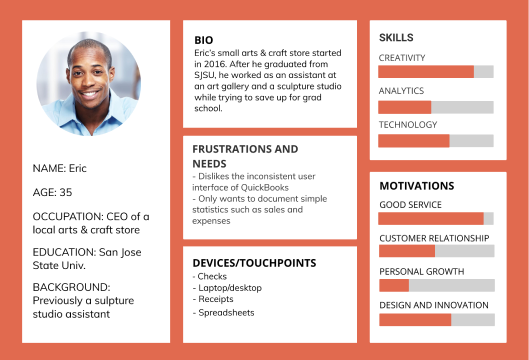 NAME: Eric
AGE: 35
OCCUPATION: CEO of a
local arts & craft store
EDUCATION: San Jose
State Univ.
BACKGROUND:
Previously a sulpture
studio assistant
BIO
Eric's small arts & craft store started
in 2016. After he graduated from
SJSU, he worked as an assistant at
an art gallery and a sculpture studio
while trying to save up for grad
school.
FRUSTRATIONS AND
NEEDS
- Dislikes the inconsistent user
interface of QuickBooks
- Only wants to document simple
statistics such as sales and
expenses
DEVICES/TOUCHPOINTS
- Checks
- Laptop/desktop
- Receipts
- Spreadsheets
SKILLS
CREATIVITY
ANALYTICS
TECHNOLOGY
MOTIVATIONS
GOOD SERVICE
CUSTOMER RELATIONSHIP
PERSONAL GROWTH
DESIGN AND INNOVATION